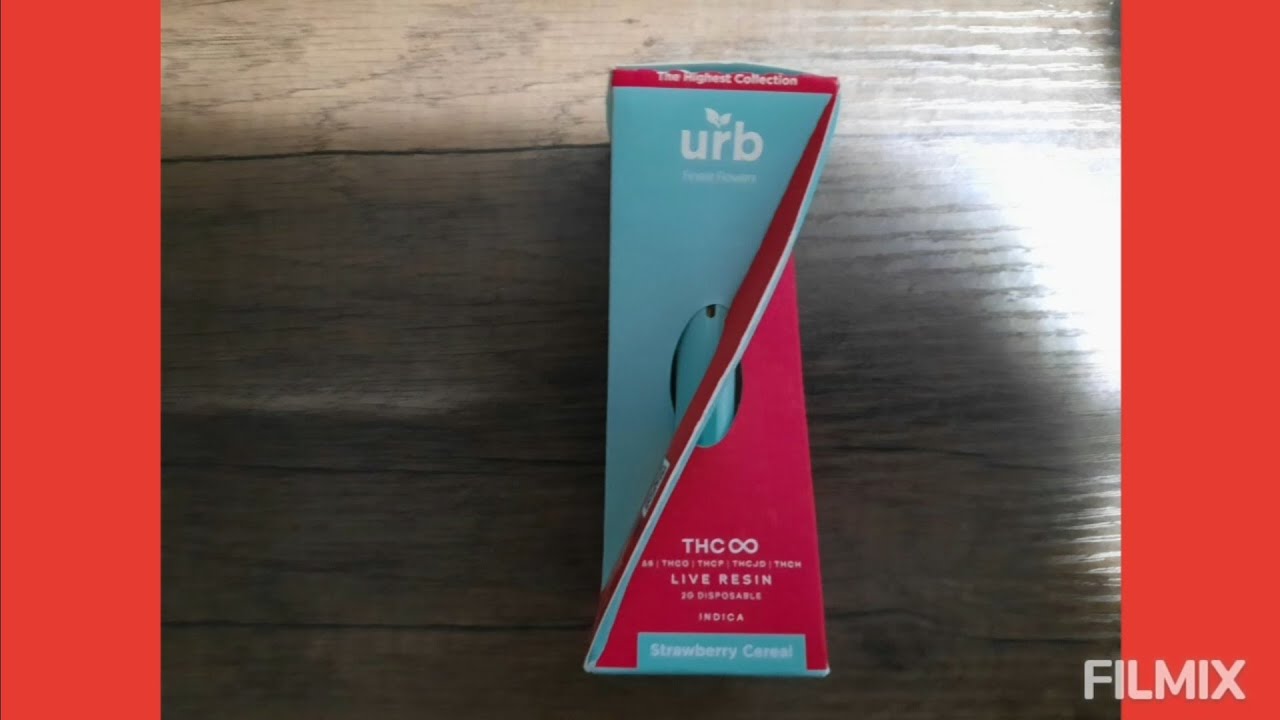 The Highest Collection
urb
Finest Flowers
THC∞
Δ8 | THCO | THCP | THCJD | THCH
LIVE RESIN
2G DISPOSABLE
INDICA
Strawberry Cereal
FILMIX